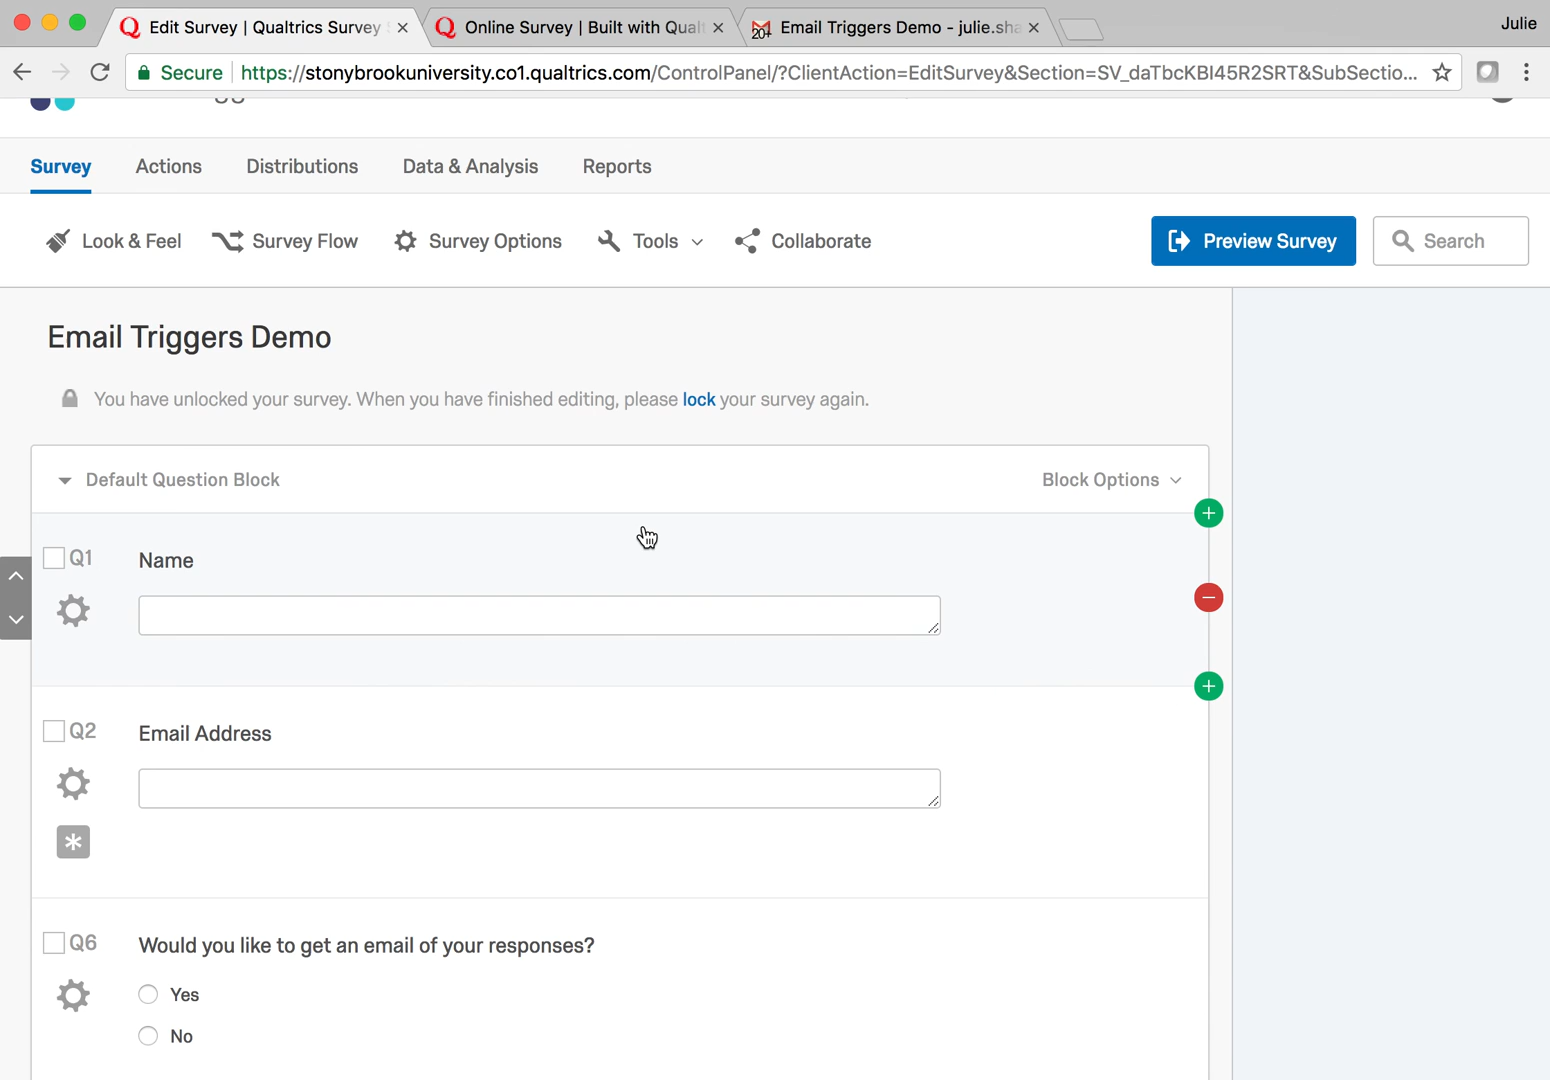 Edit Survey | Qualtrics Survey
Online Survey | Built with Qualt
Email Triggers Demo - julie.sha
Julie
20+
Secure
https://stonybrookuniversity.co1.qualtrics.com/ControlPanel/?ClientAction=EditSurvey&Section=SV_daTbcKBl45R2SRT&SubSectio...
Survey
Actions
Distributions
Data & Analysis
Reports
Look & Feel
Survey Flow
Survey Options
Tools
Collaborate
Preview Survey
Search
Email Triggers Demo
You have unlocked your survey. When you have finished editing, please lock your survey again.
Default Question Block
Block Options
Q1
Name
Q2
Email Address
Q6
Would you like to get an email of your responses?
Yes
No